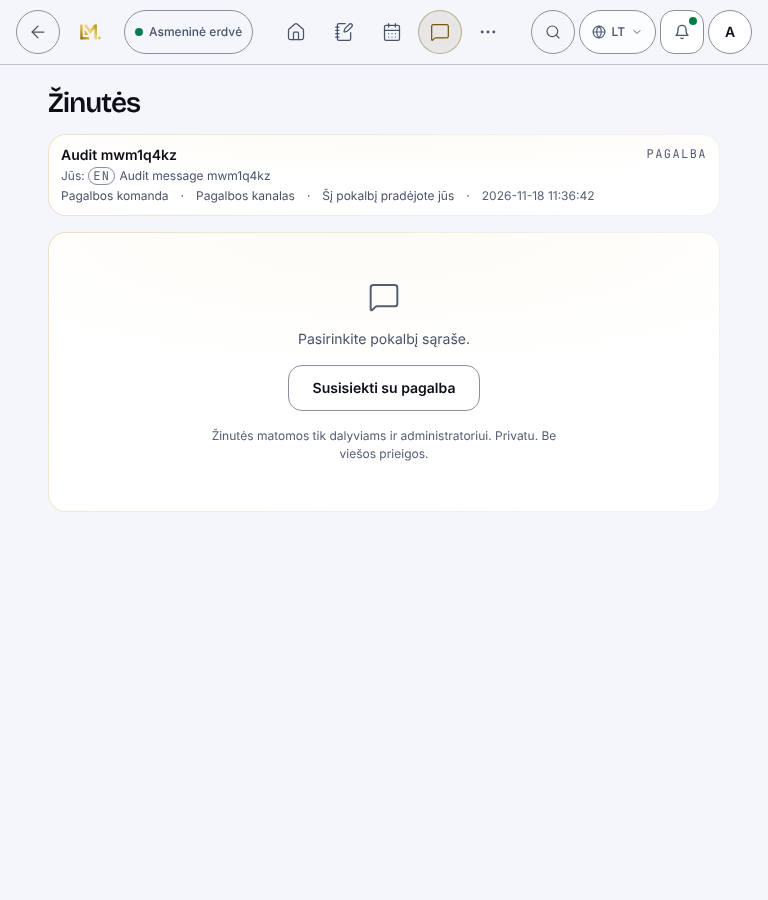 LM.
Asmeninė erdvė
LT
A
Žinutės
Audit mwm1q4kz
PAGALBA
Jūs: EN Audit message mwm1q4kz
Pagalbos komanda · Pagalbos kanalas · Šį pokalbį pradėjote jūs · 2026-11-18 11:36:42
Pasirinkite pokalbį sąraše.
Susisiekti su pagalba
Žinutės matomos tik dalyviams ir administratoriui. Privatu. Be
viešos prieigos.